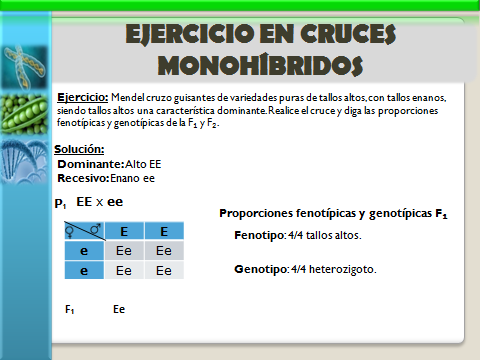 EJERCICIO EN CRUCES
MONOHÍBRIDOS
Ejercicio: Mendel cruzo guisantes de variedades puras de tallos altos, con tallos enanos,
siendo tallos altos una característica dominante. Realice el cruce y diga las proporciones
fenotípicas y genotípicas de la F1 y F2.
Solución:
Dominante: Alto EE
Recesivo: Enano ee
P1 EE x ee
♀ ♂ E E
e Ee Ee
e Ee Ee
F1 Ee
Proporciones fenotípicas y genotípicas F1
Fenotipo: 4/4 tallos altos.
Genotipo: 4/4 heterozigoto.